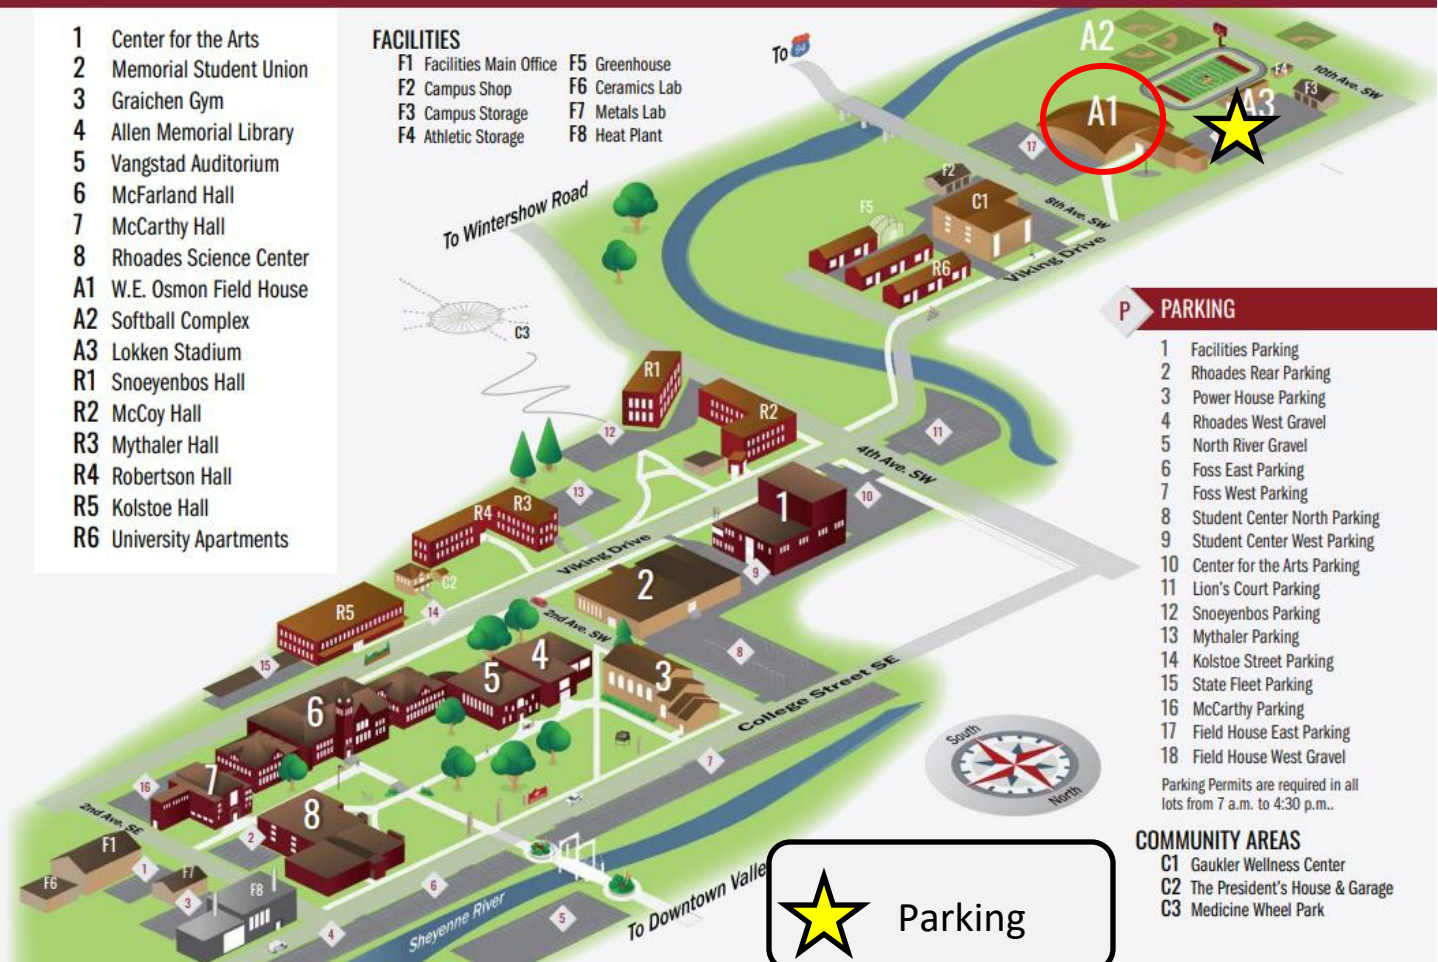 1 Center for the Arts
2 Memorial Student Union
3 Graichen Gym
4 Allen Memorial Library
5 Vangstad Auditorium
6 McFarland Hall
7 McCarthy Hall
8 Rhoades Science Center
A1 W.E. Osmon Field House
A2 Softball Complex
A3 Lokken Stadium
R1 Snoeyenbos Hall
R2 McCoy Hall
R3 Mythaler Hall
R4 Robertson Hall
R5 Kolstoe Hall
R6 University Apartments
FACILITIES
F1 Facilities Main Office
F2 Campus Shop
F3 Campus Storage
F4 Athletic Storage
F5 Greenhouse
F6 Ceramics Lab
F7 Metals Lab
F8 Heat Plant
To 94
A2
10th Ave. SW
F4
F3
A1
A3
17
F2
8th Ave. SW
C1
F5
R6
Viking Drive
To Wintershow Road
C3
R1
R2
12
11
4th Ave. SW
13
10
R3
R4
1
Viking Drive
9
C2
2
14
R5
2nd Ave. SW
8
15
4
3
5
College Street SE
6
7
16
7
2nd Ave. SE
8
2
F1
1
F7
F6
3
F8
6
4
Sheyenne River
5
To Downtown Valle
South
North
P PARKING
1 Facilities Parking
2 Rhoades Rear Parking
3 Power House Parking
4 Rhoades West Gravel
5 North River Gravel
6 Foss East Parking
7 Foss West Parking
8 Student Center North Parking
9 Student Center West Parking
10 Center for the Arts Parking
11 Lion's Court Parking
12 Snoeyenbos Parking
13 Mythaler Parking
14 Kolstoe Street Parking
15 State Fleet Parking
16 McCarthy Parking
17 Field House East Parking
18 Field House West Gravel
Parking Permits are required in all
lots from 7 a.m. to 4:30 p.m..
COMMUNITY AREAS
C1 Gaukler Wellness Center
C2 The President's House & Garage
C3 Medicine Wheel Park
Parking